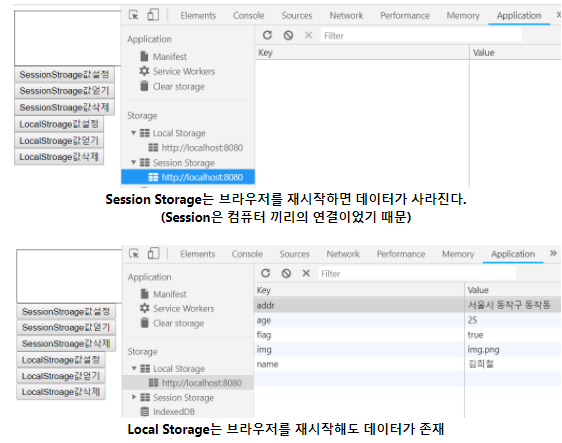 Elements Console Sources Network Performance Memory Application »
Application
Manifest
Service Workers
Clear storage
Storage
Local Storage
http://localhost:8080
Session Storage
http://localhost:8080
Filter
Key Value
SessionStroage값설정
SessionStroage값얻기
SessionStroage값삭제
LocalStroage값설정
LocalStroage값얻기
LocalStroage값삭제
Session Storage는 브라우저를 재시작하면 데이터가 사라진다.
(Session은 컴퓨터 끼리의 연결이었기 때문)
Elements Console Sources Network Performance Memory Application »
Application
Manifest
Service Workers
Clear storage
Storage
Local Storage
http://localhost:8080
Session Storage
IndexedDB
Filter
Key Value
addr 서울시 동작구 동작동
age 25
flag true
img img.png
name 김희철
SessionStroage값설정
SessionStroage값얻기
SessionStroage값삭제
LocalStroage값설정
LocalStroage값얻기
LocalStroage값삭제
Local Storage는 브라우저를 재시작해도 데이터가 존재